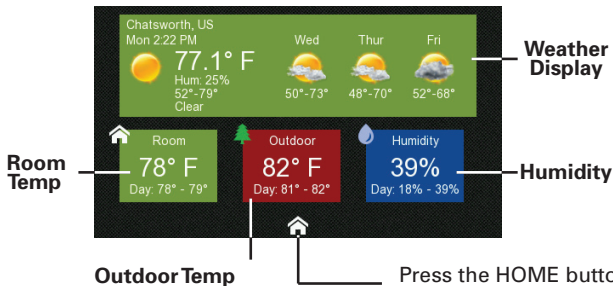 Chatsworth, US
Mon 2:22 PM
77.1° F
Hum: 25%
52°-79°
Clear
Wed
50°-73°
Thur
48°-70°
Fri
52°-68°
Weather
Display
Room
78° F
Day: 78° - 79°
Outdoor
82° F
Day: 81° - 82°
Humidity
39%
Day: 18% - 39%
Room
Temp
Humidity
Outdoor Temp
Press the HOME butto